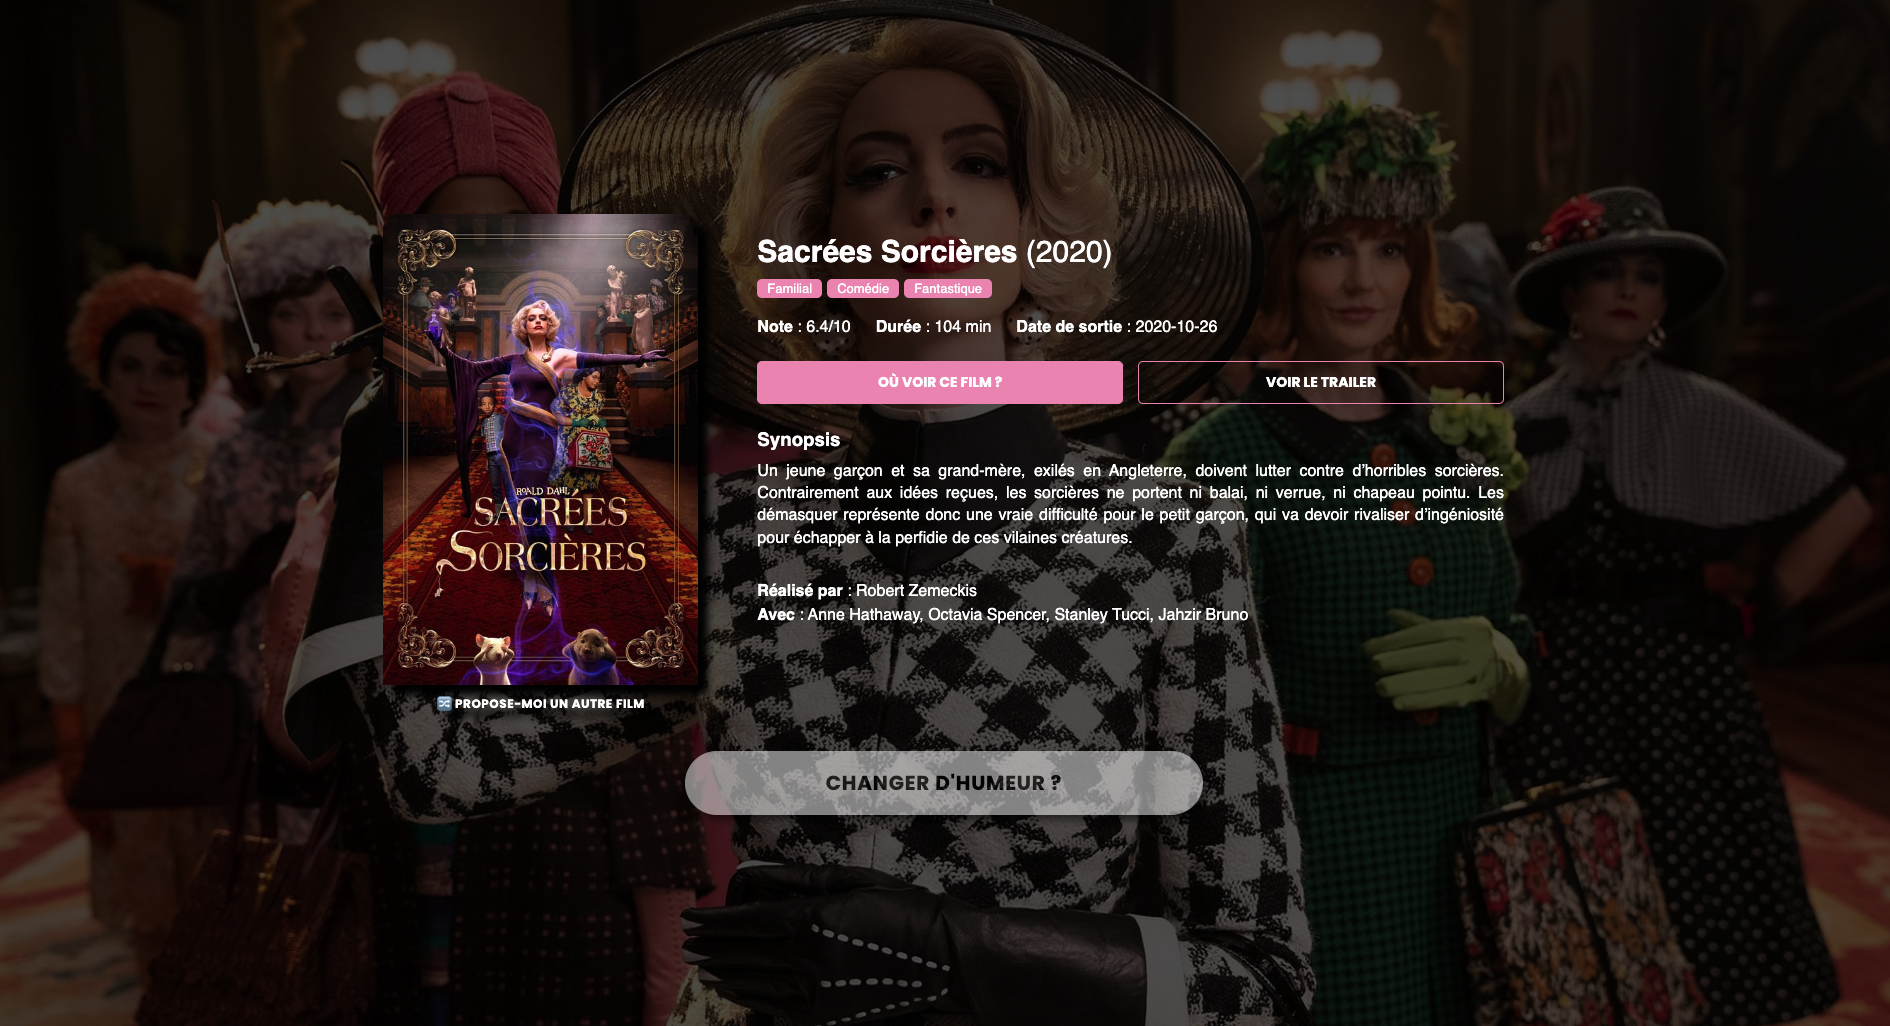 ROALD DAHL
SACRÉES
SORCIÈRES
PROPOSE-MOI UN AUTRE FILM
Sacrées Sorcières (2020)
Familial Comédie Fantastique
Note : 6.4/10 Durée : 104 min Date de sortie : 2020-10-26
OÙ VOIR CE FILM ? VOIR LE TRAILER
Synopsis
Un jeune garçon et sa grand-mère, exilés en Angleterre, doivent lutter contre d’horribles sorcières.
Contrairement aux idées reçues, les sorcières ne portent ni balai, ni verrue, ni chapeau pointu. Les
démasquer représente donc une vraie difficulté pour le petit garçon, qui va devoir rivaliser d’ingéniosité
pour échapper à la perfidie de ces vilaines créatures.
Réalisé par : Robert Zemeckis
Avec : Anne Hathaway, Octavia Spencer, Stanley Tucci, Jahzir Bruno
CHANGER D'HUMEUR ?